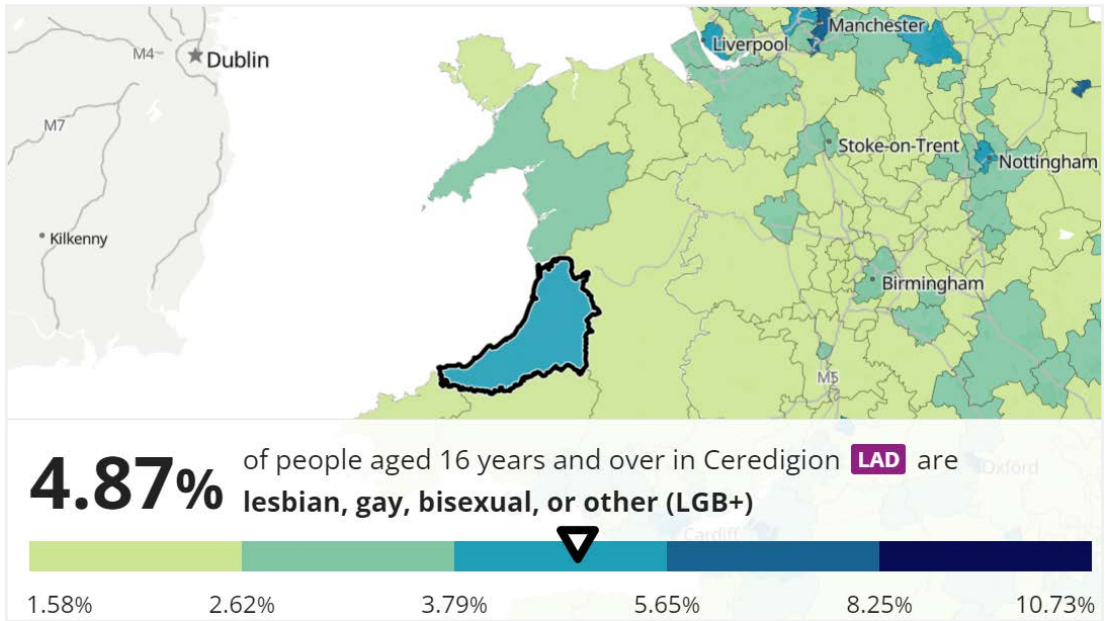 Manchester
Liverpool
M4
Dublin
M7
Stoke-on-Trent
Nottingham
Kilkenny
Birmingham
M5
4.87% of people aged 16 years and over in Ceredigion LAD are
lesbian, gay, bisexual, or other (LGB+)
Oxford
Cardiff
1.58% 2.62% 3.79% 5.65% 8.25% 10.73%